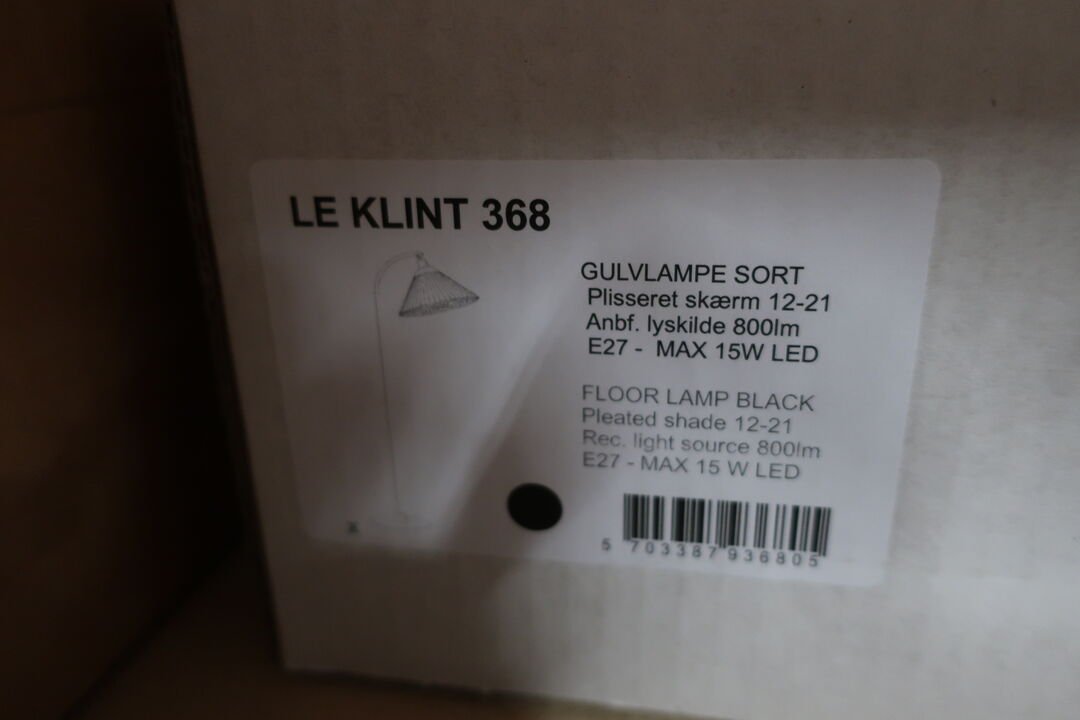 LE KLINT 368
GULVLAMPE SORT
Plisseret skærm 12-21
Anbf. lyskilde 800lm
E27 - MAX 15W LED
FLOOR LAMP BLACK
Pleated shade 12-21
Rec. light source 800lm
E27 - MAX 15 W LED
5 703387 936805